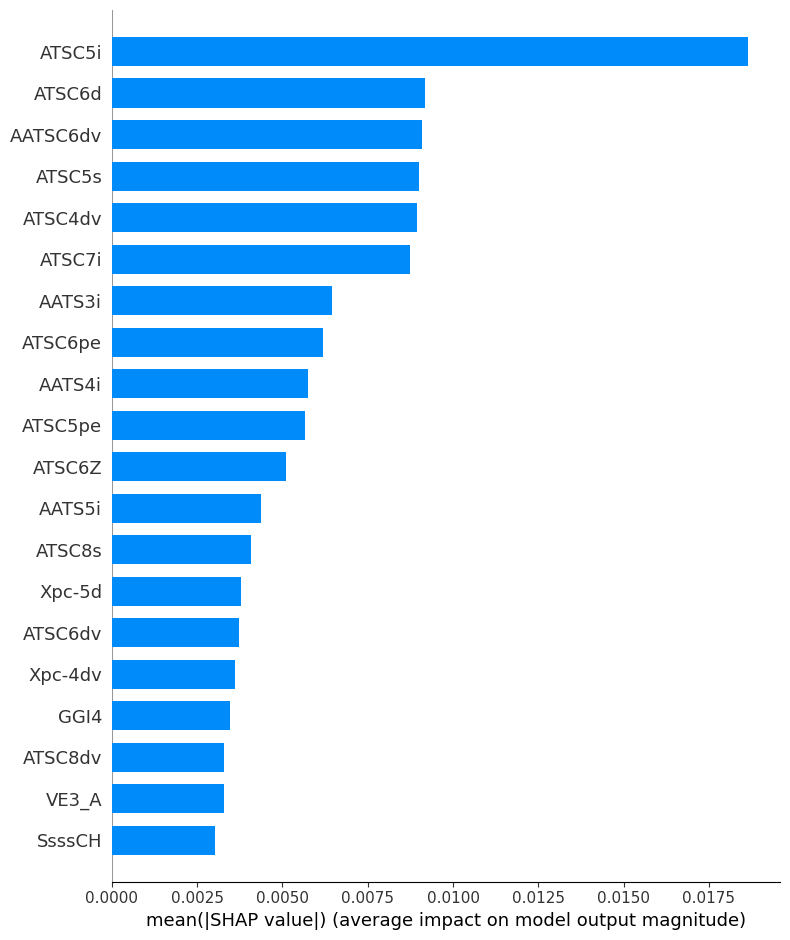 ATSC5i
ATSC6d
AATSC6dv
ATSC5s
ATSC4dv
ATSC7i
AATS3i
ATSC6pe
AATS4i
ATSC5pe
ATSC6Z
AATS5i
ATSC8s
Xpc-5d
ATSC6dv
Xpc-4dv
GGI4
ATSC8dv
VE3_A
SsssCH
0.0000 0.0025 0.0050 0.0075 0.0100 0.0125 0.0150 0.0175
mean(|SHAP value|) (average impact on model output magnitude)